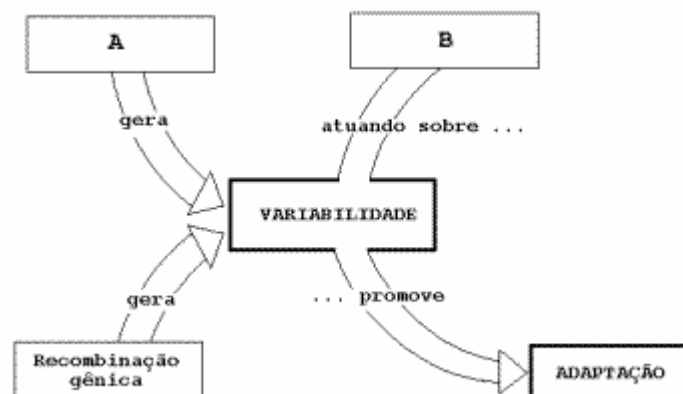 A
B
gera
atuando sobre ...
VARIABILIDADE
gera
... promove
Recombinação
gênica
ADAPTAÇÃO